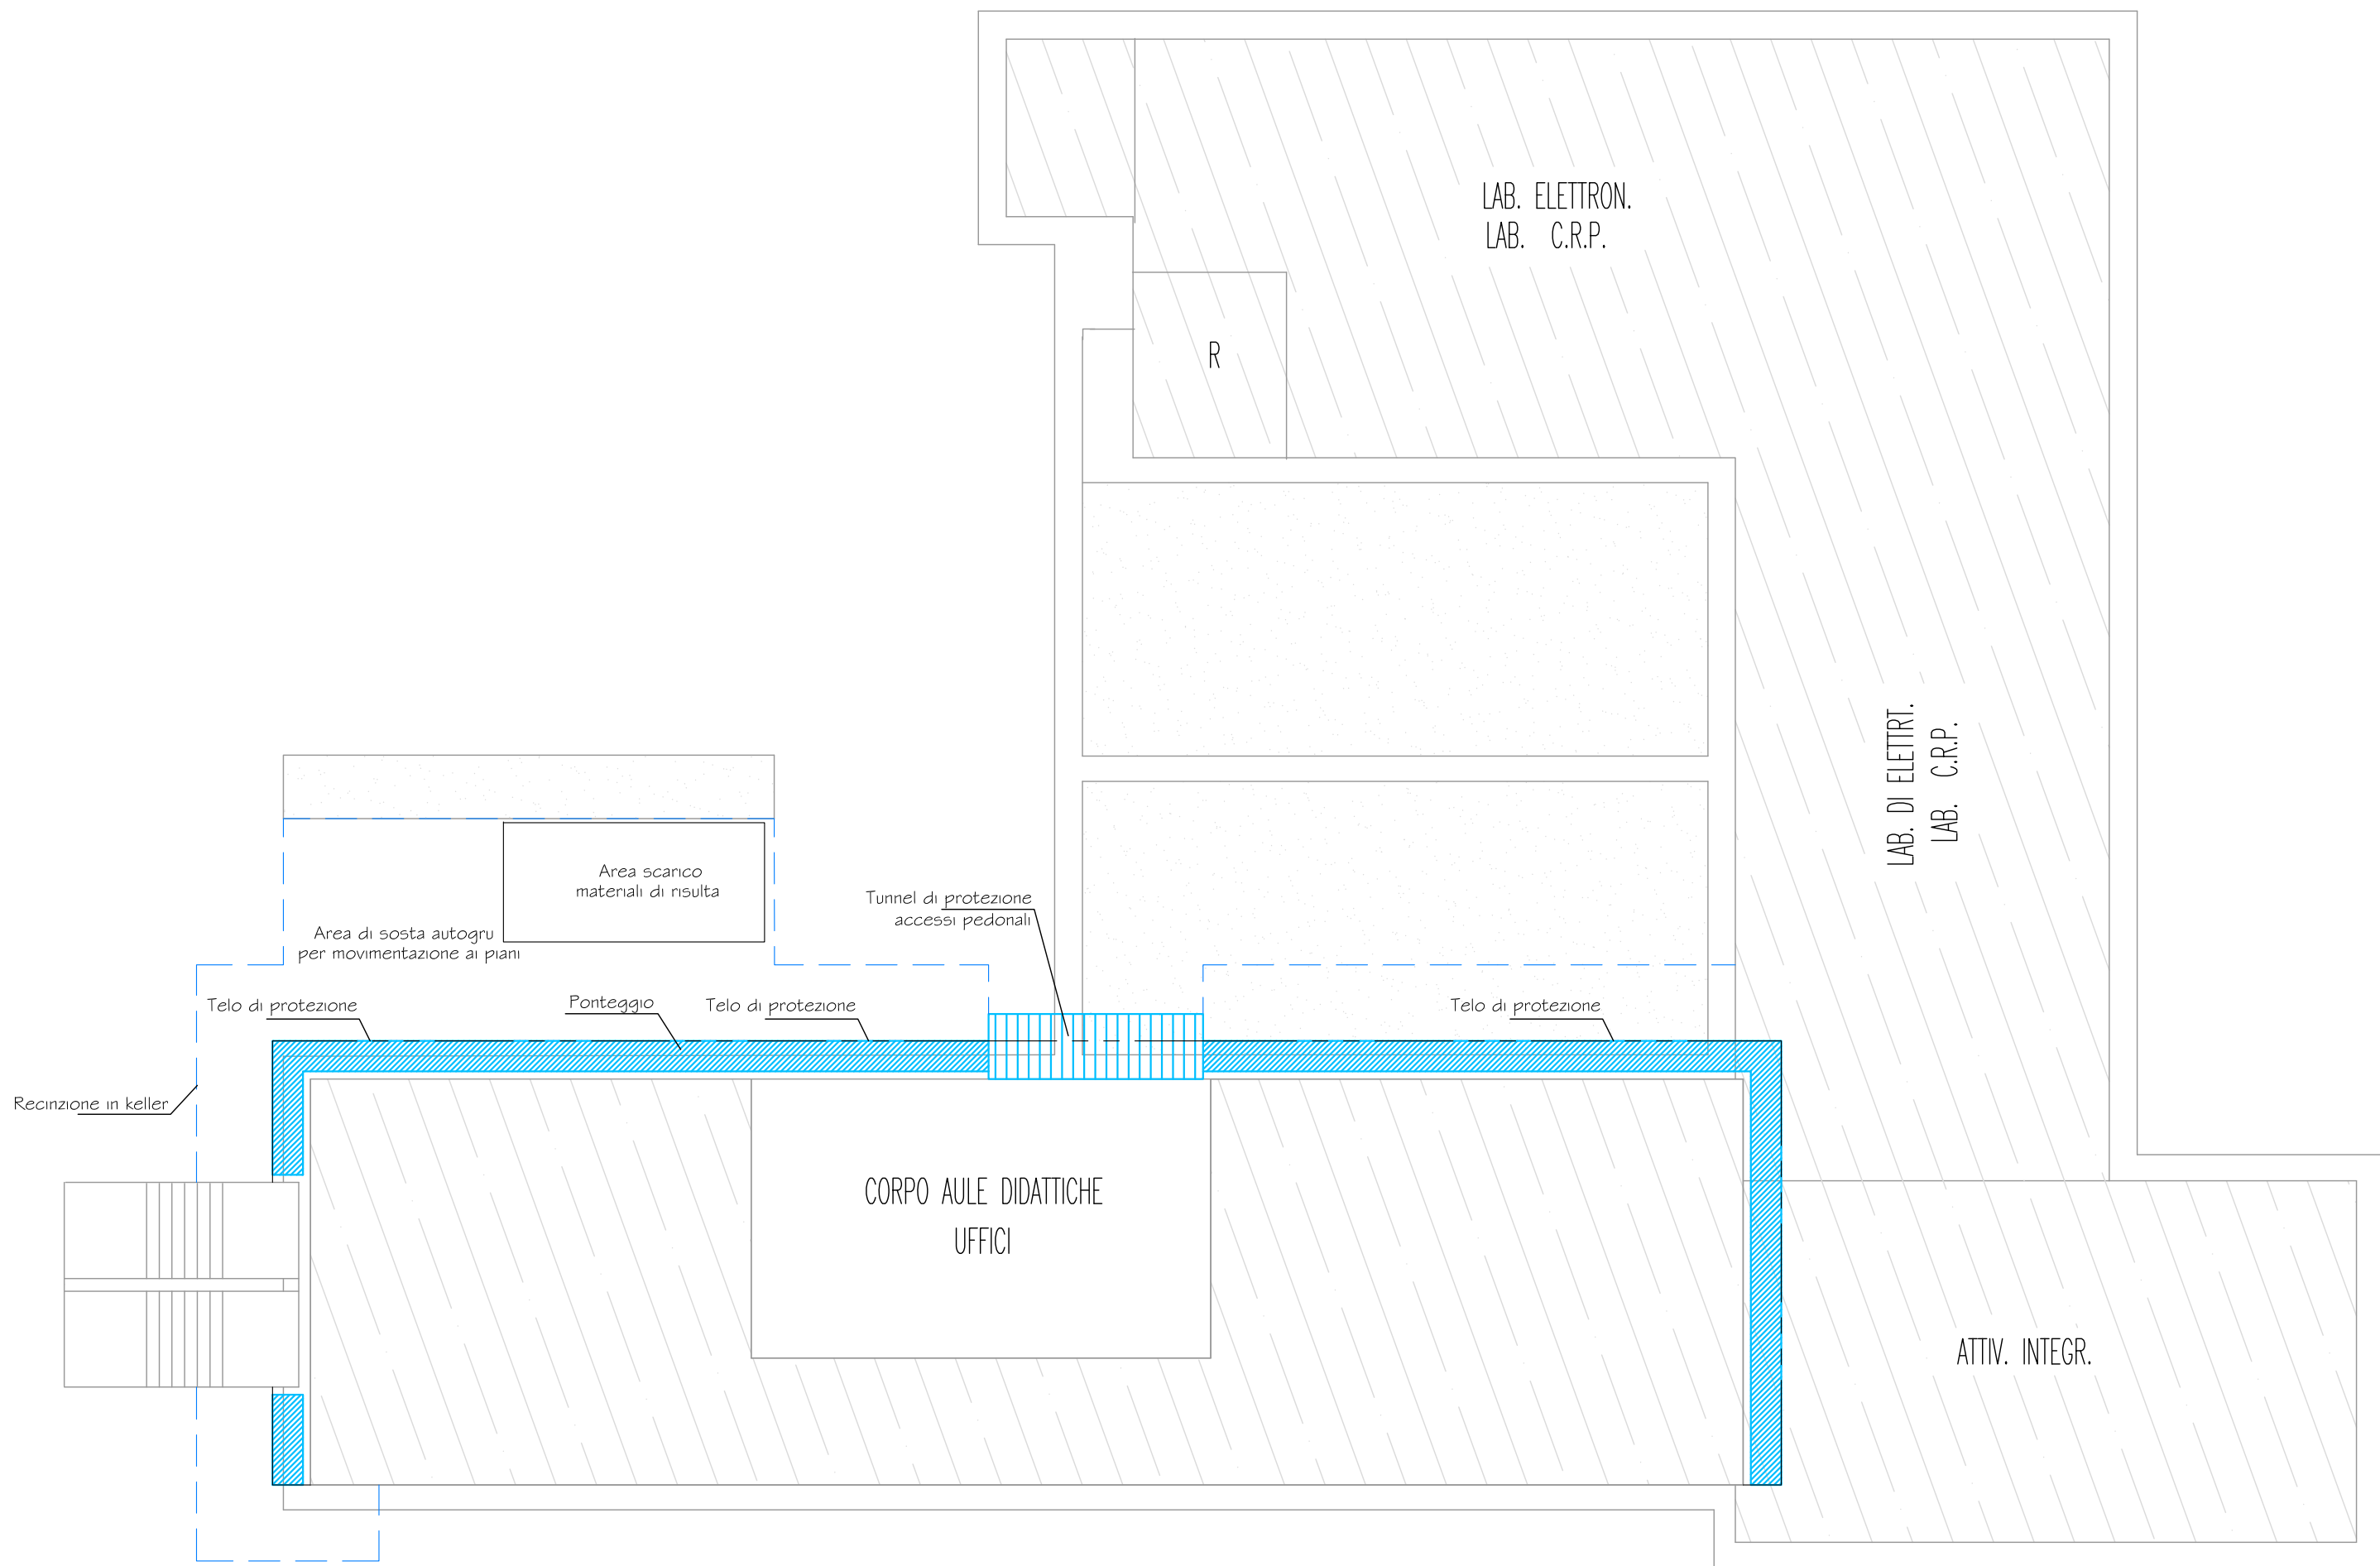 LAB. ELETTRON.
LAB. C.R.P.
R
LAB. DI ELETTRT.
LAB. C.R.P.
Area scarico
materiali di risulta
Tunnel di protezione
accessi pedonali
Area di sosta autogru
per movimentazione ai piani
Telo di protezione
Ponteggio
Telo di protezione
Telo di protezione
Recinzione in keller
CORPO AULE DIDATTICHE
UFFICI
ATTIV. INTEGR.